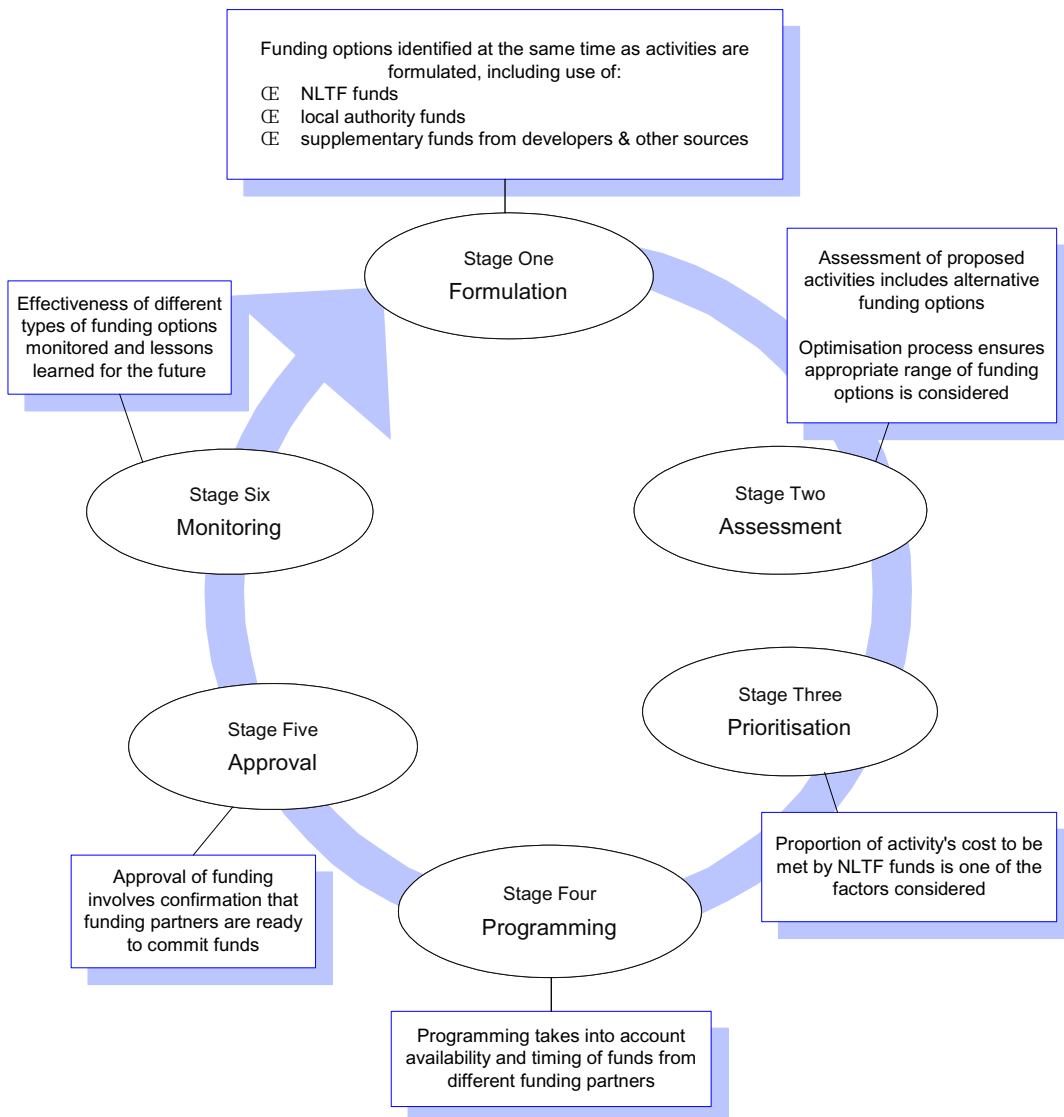 Funding options identified at the same time as activities are
formulated, including use of:
Œ NLTF funds
Œ local authority funds
Œ supplementary funds from developers & other sources
Stage One
Formulation
Assessment of proposed
activities includes alternative
funding options
Optimisation process ensures
appropriate range of funding
options is considered
Stage Two
Assessment
Stage Three
Prioritisation
Proportion of activity's cost to be
met by NLTF funds is one of the
factors considered
Stage Four
Programming
Programming takes into account
availability and timing of funds from
different funding partners
Stage Five
Approval
Approval of funding
involves confirmation that
funding partners are ready
to commit funds
Stage Six
Monitoring
Effectiveness of different
types of funding options
monitored and lessons
learned for the future